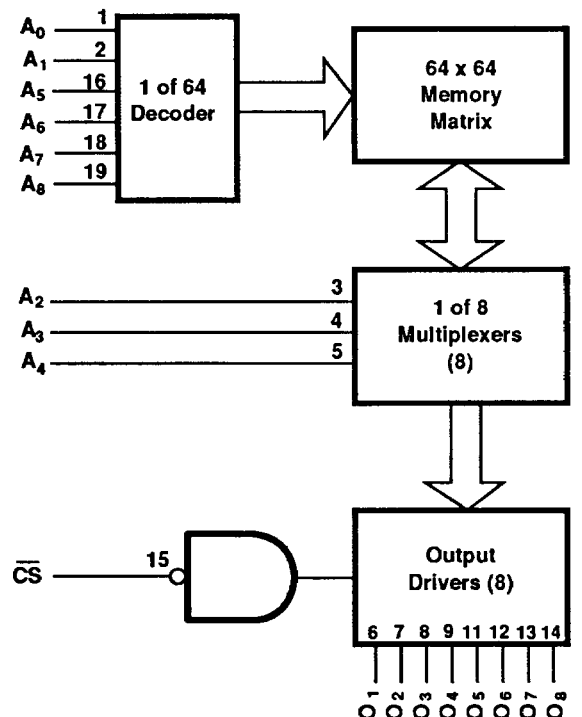 A0 1
A1 2
A5 16
A6 17
A7 18
A8 19
1 of 64
Decoder
64 x 64
Memory
Matrix
A2 3
A3 4
A4 5
1 of 8
Multiplexers
(8)
CS 15
Output
Drivers (8)
6 7 8 9 11 12 13 14
O1 O2 O3 O4 O5 O6 O7 O8